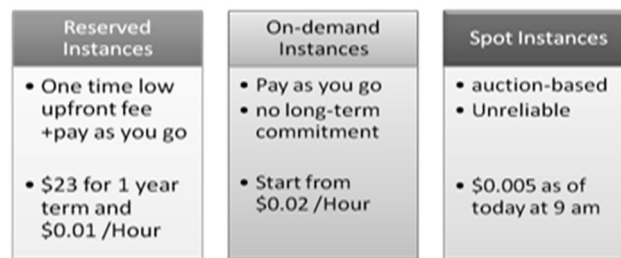 Reserved
Instances
• One time low
upfront fee
+pay as you go
• $23 for 1 year
term and
$0.01 /Hour
On-demand
Instances
• Pay as you go
• no long-term
commitment
• Start from
$0.02 /Hour
Spot Instances
• auction-based
• Unreliable
• $0.005 as of
today at 9 am